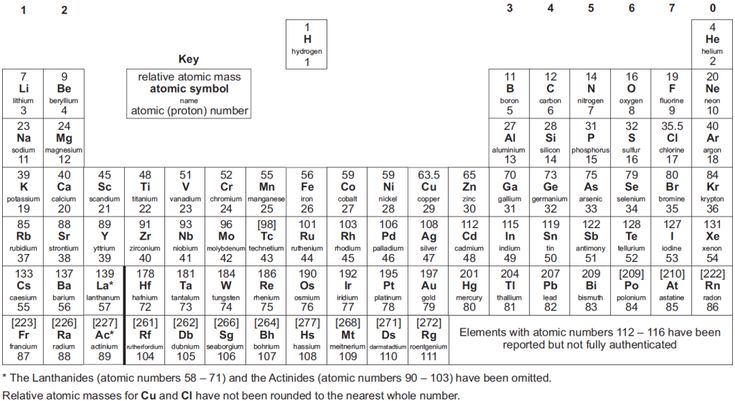 1 2 3 4 5 6 7 0
1 4
H He
hydrogen helium
1 2
Key
relative atomic mass
atomic symbol
name
atomic (proton) number
7 9 11 12 14 16 19 20
Li Be B C N O F Ne
lithium beryllium boron carbon nitrogen oxygen fluorine neon
3 4 5 6 7 8 9 10
23 24 27 28 31 32 35.5 40
Na Mg Al Si P S Cl Ar
sodium magnesium aluminium silicon phosphorus sulfur chlorine argon
11 12 13 14 15 16 17 18
39 40 45 48 51 52 55 56 59 59 63.5 65 70 73 75 79 80 84
K Ca Sc Ti V Cr Mn Fe Co Ni Cu Zn Ga Ge As Se Br Kr
potassium calcium scandium titanium vanadium chromium manganese iron cobalt nickel copper zinc gallium germanium arsenic selenium bromine krypton
19 20 21 22 23 24 25 26 27 28 29 30 31 32 33 34 35 36
85 88 89 91 93 96 [98] 101 103 106 108 112 115 119 122 128 127 131
Rb Sr Y Zr Nb Mo Tc Ru Rh Pd Ag Cd In Sn Sb Te I Xe
rubidium strontium yttrium zirconium niobium molybdenum technetium ruthenium rhodium palladium silver cadmium indium tin antimony tellurium iodine xenon
37 38 39 40 41 42 43 44 45 46 47 48 49 50 51 52 53 54
133 137 139 178 181 184 186 190 192 195 197 201 204 207 209 [209] [210] [222]
Cs Ba La* Hf Ta W Re Os Ir Pt Au Hg Tl Pb Bi Po At Rn
caesium barium lanthanum hafnium tantalum tungsten rhenium osmium iridium platinum gold mercury thallium lead bismuth polonium astatine radon
55 56 57 72 73 74 75 76 77 78 79 80 81 82 83 84 85 86
[223] [226] [227] [261] [262] [266] [264] [277] [268] [271] [272]
Fr Ra Ac* Rf Db Sg Bh Hs Mt Ds Rg
francium radium actinium rutherfordium dubnium seaborgium bohrium hassium meitnerium darmstadtium roentgenium
87 88 89 104 105 106 107 108 109 110 111
Elements with atomic numbers 112 – 116 have been
reported but not fully authenticated
* The Lanthanides (atomic numbers 58 – 71) and the Actinides (atomic numbers 90 – 103) have been omitted.
Relative atomic masses for Cu and Cl have not been rounded to the nearest whole number.